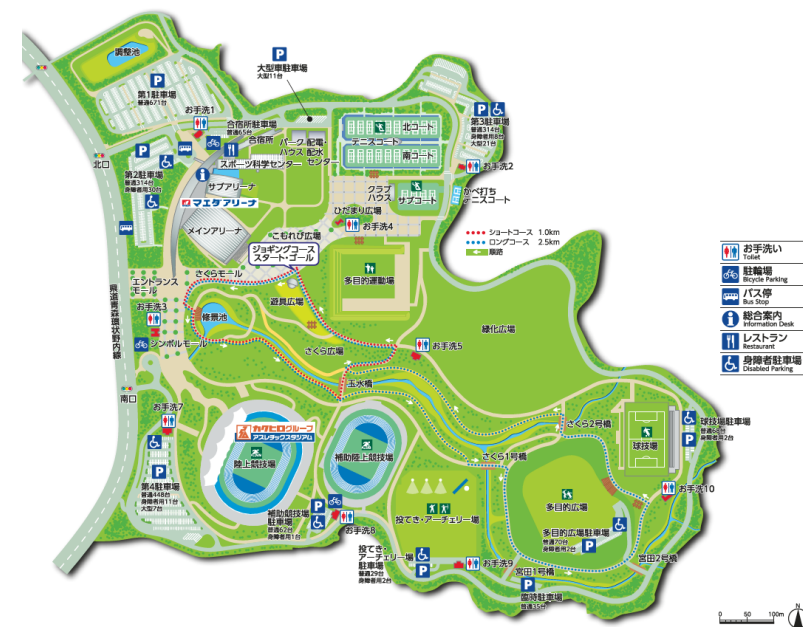 調整池
第1駐車場
普通671台
大型車駐車場
大型11台
お手洗1
合宿所駐車場
普通65台
合宿所
パークハウス
配電・配水センター
スポーツ科学センター
北コート
テニスコート
南コート
第3駐車場
普通314台
身障者用8台
大型21台
お手洗2
北口
第2駐車場
普通314台
身障者用30台
サブアリーナ
マエダアリーナ
メインアリーナ
クラブハウス
サブコート
かべ打ち
テニスコート
ひだまり広場
お手洗4
こもれび広場
ジョギングコース
スタート・ゴール
ショートコース 1.0km
ロングコース 2.5km
順路
さくらモール
エントランス
モール
お手洗3
遊具広場
多目的運動場
修景池
シンボルモール
さくら広場
お手洗5
緑化広場
県道青森環状野内線
玉水橋
南口
お手洗7
カクヒログループ
アスレチックスタジアム
陸上競技場
補助陸上競技場
さくら2号橋
さくら1号橋
球技場
球技場駐車場
普通68台
身障者用2台
お手洗10
第4駐車場
普通448台
身障者用11台
大型7台
補助競技場
駐車場
普通62台
身障者用1台
お手洗8
投てき・アーチェリー場
多目的広場
多目的広場駐車場
普通70台
身障者用2台
投てき・
アーチェリー場
駐車場
普通29台
身障者用2台
お手洗9
宮田1号橋
宮田2号橋
臨時駐車場
普通35台
お手洗い
Toilet
駐輪場
Bicycle Parking
バス停
Bus Stop
総合案内
Information Desk
レストラン
Restaurant
身障者駐車場
Disabled Parking
0 50 100m
N